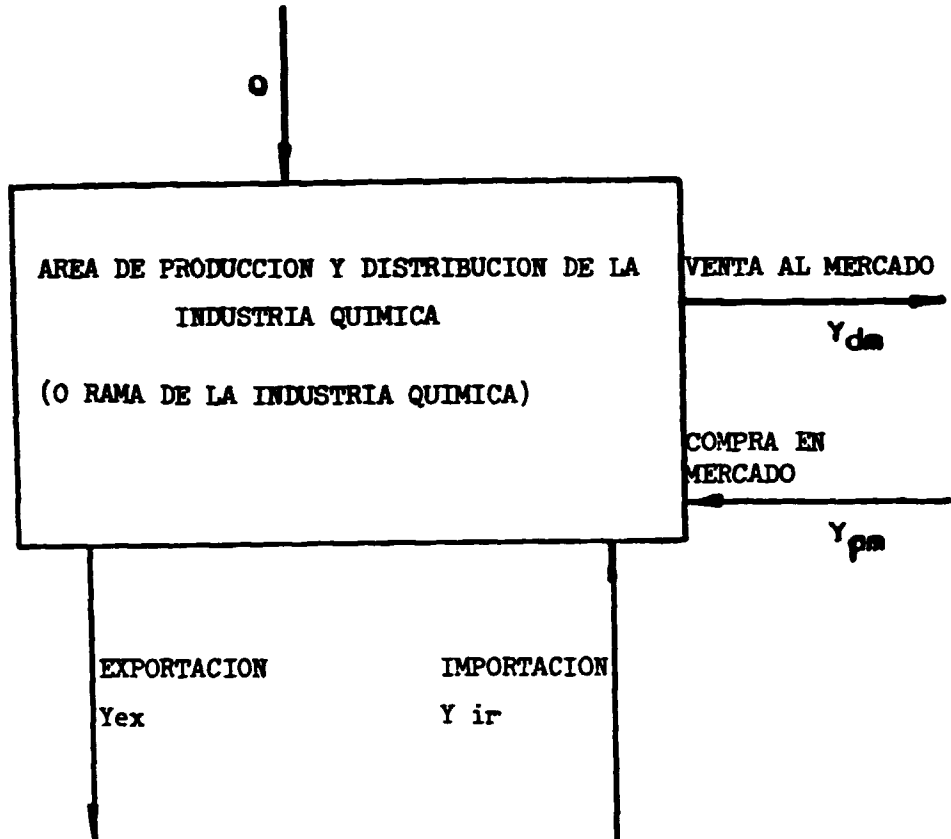 Q
AREA DE PRODUCCION Y DISTRIBUCION DE LA
INDUSTRIA QUIMICA
(O RAMA DE LA INDUSTRIA QUIMICA)
VENTA AL MERCADO
Ydm
COMPRA EN
MERCADO
Ypm
EXPORTACION
Yex
IMPORTACION
Y ir